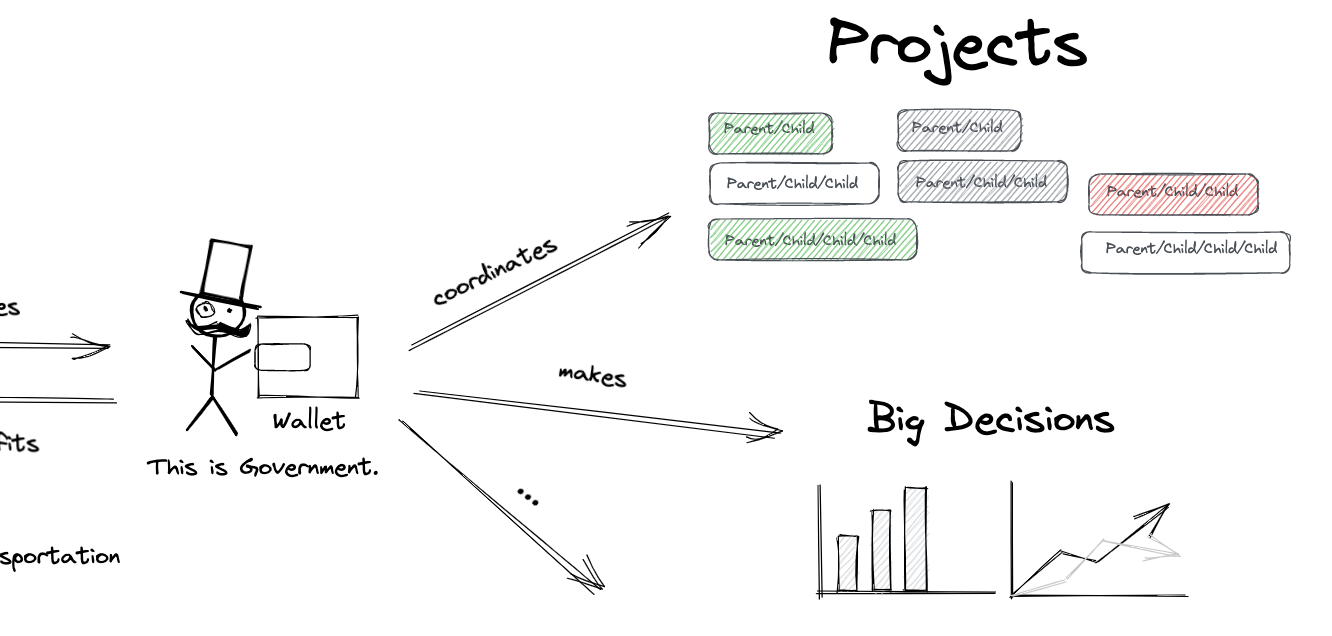 Projects
Parent/Child
Parent/Child
Parent/Child/Child
Parent/Child/Child
Parent/Child/Child
Parent/Child/Child/Child
Parent/Child/Child/Child
coordinates
es
makes
Wallet
Big Decisions
fits
This is Government.
...
sportation